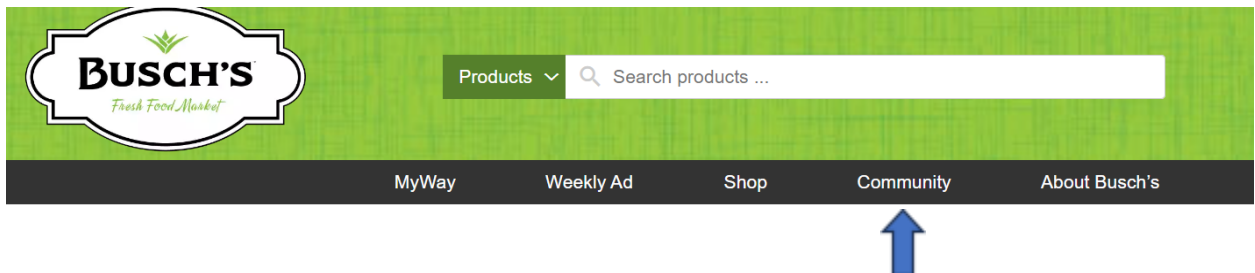 BUSCH'S
Fresh Food Market
Products Search products ...
MyWay Weekly Ad Shop Community About Busch's